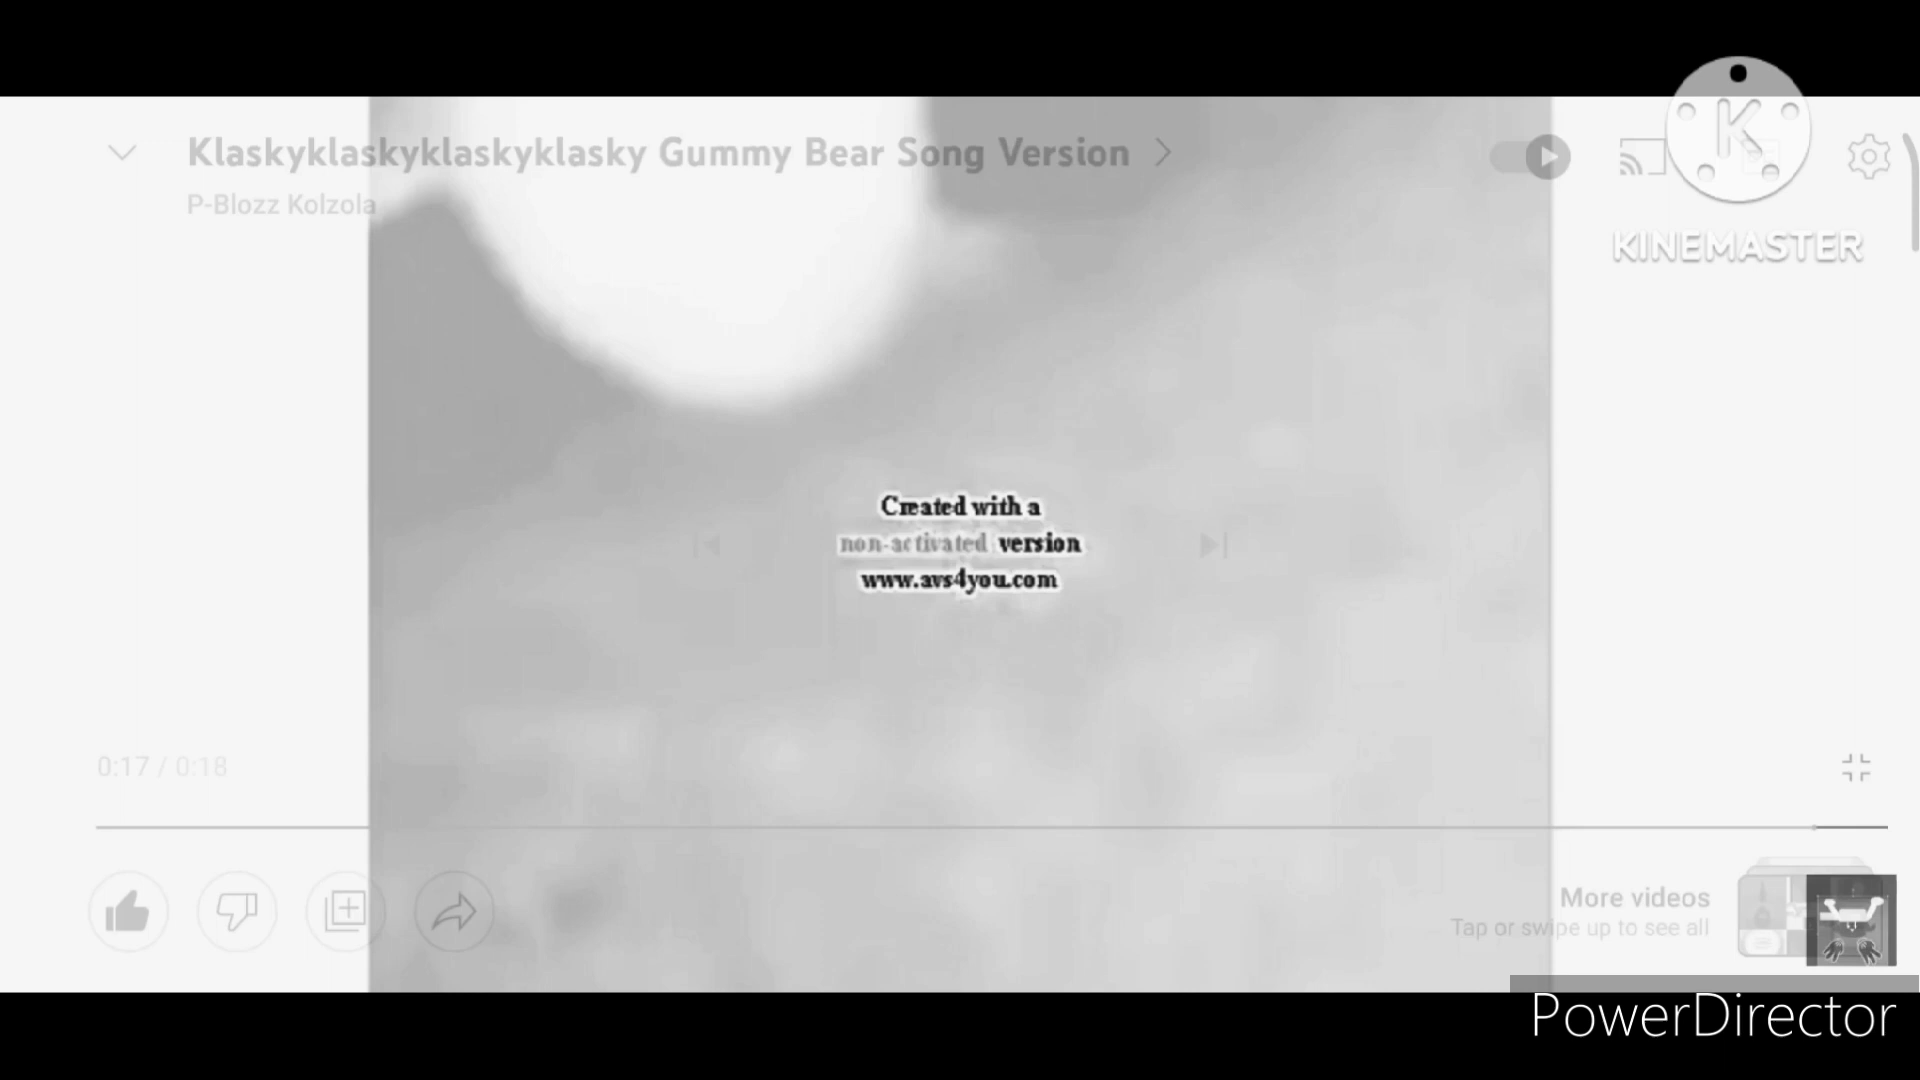 Klaskyklaskyklaskyklasky Gummy Bear Song Version
P-Blozz Kolzola
K
KINEMASTER
Created with a
non-activated version
www.avs4you.com
0:17 / 0:18
More videos
Tap or swipe up to see all
PowerDirector